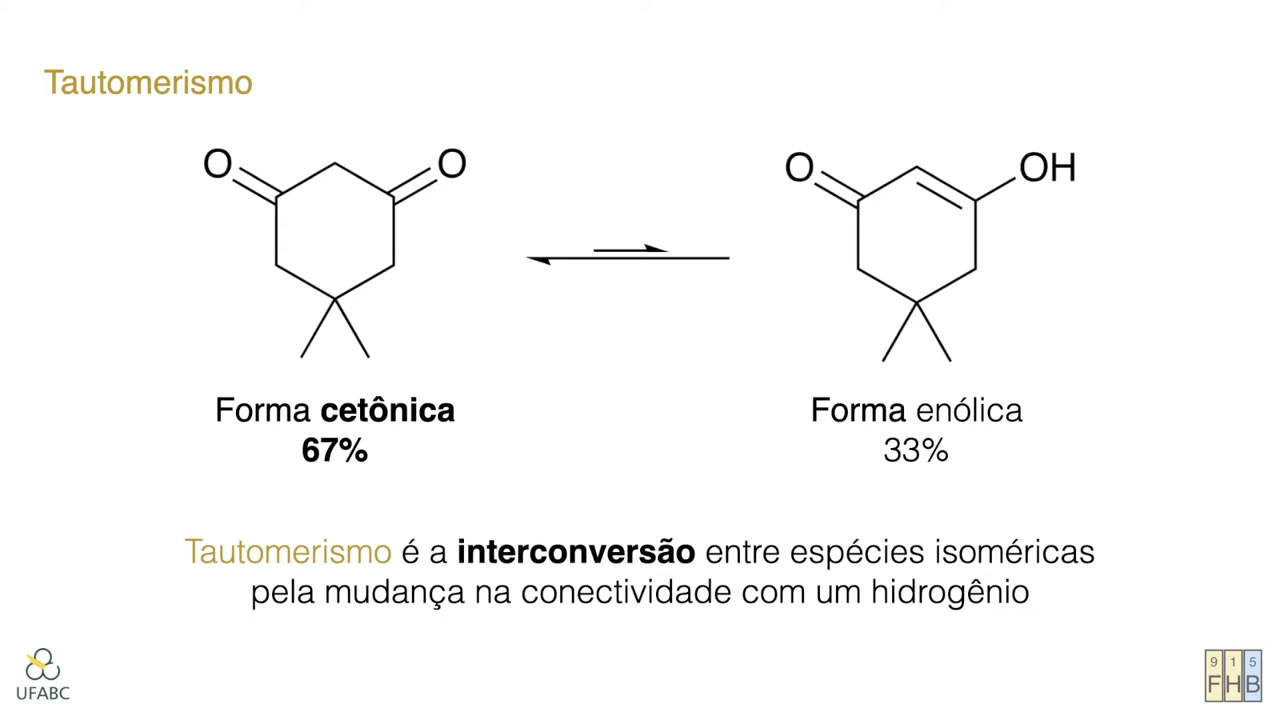 Tautomerismo
O
O
O
OH
Forma cetônica
67%
Forma enólica
33%
Tautomerismo é a interconversão entre espécies isoméricas
pela mudança na conectividade com um hidrogênio
UFABC
9 1 5
F H B